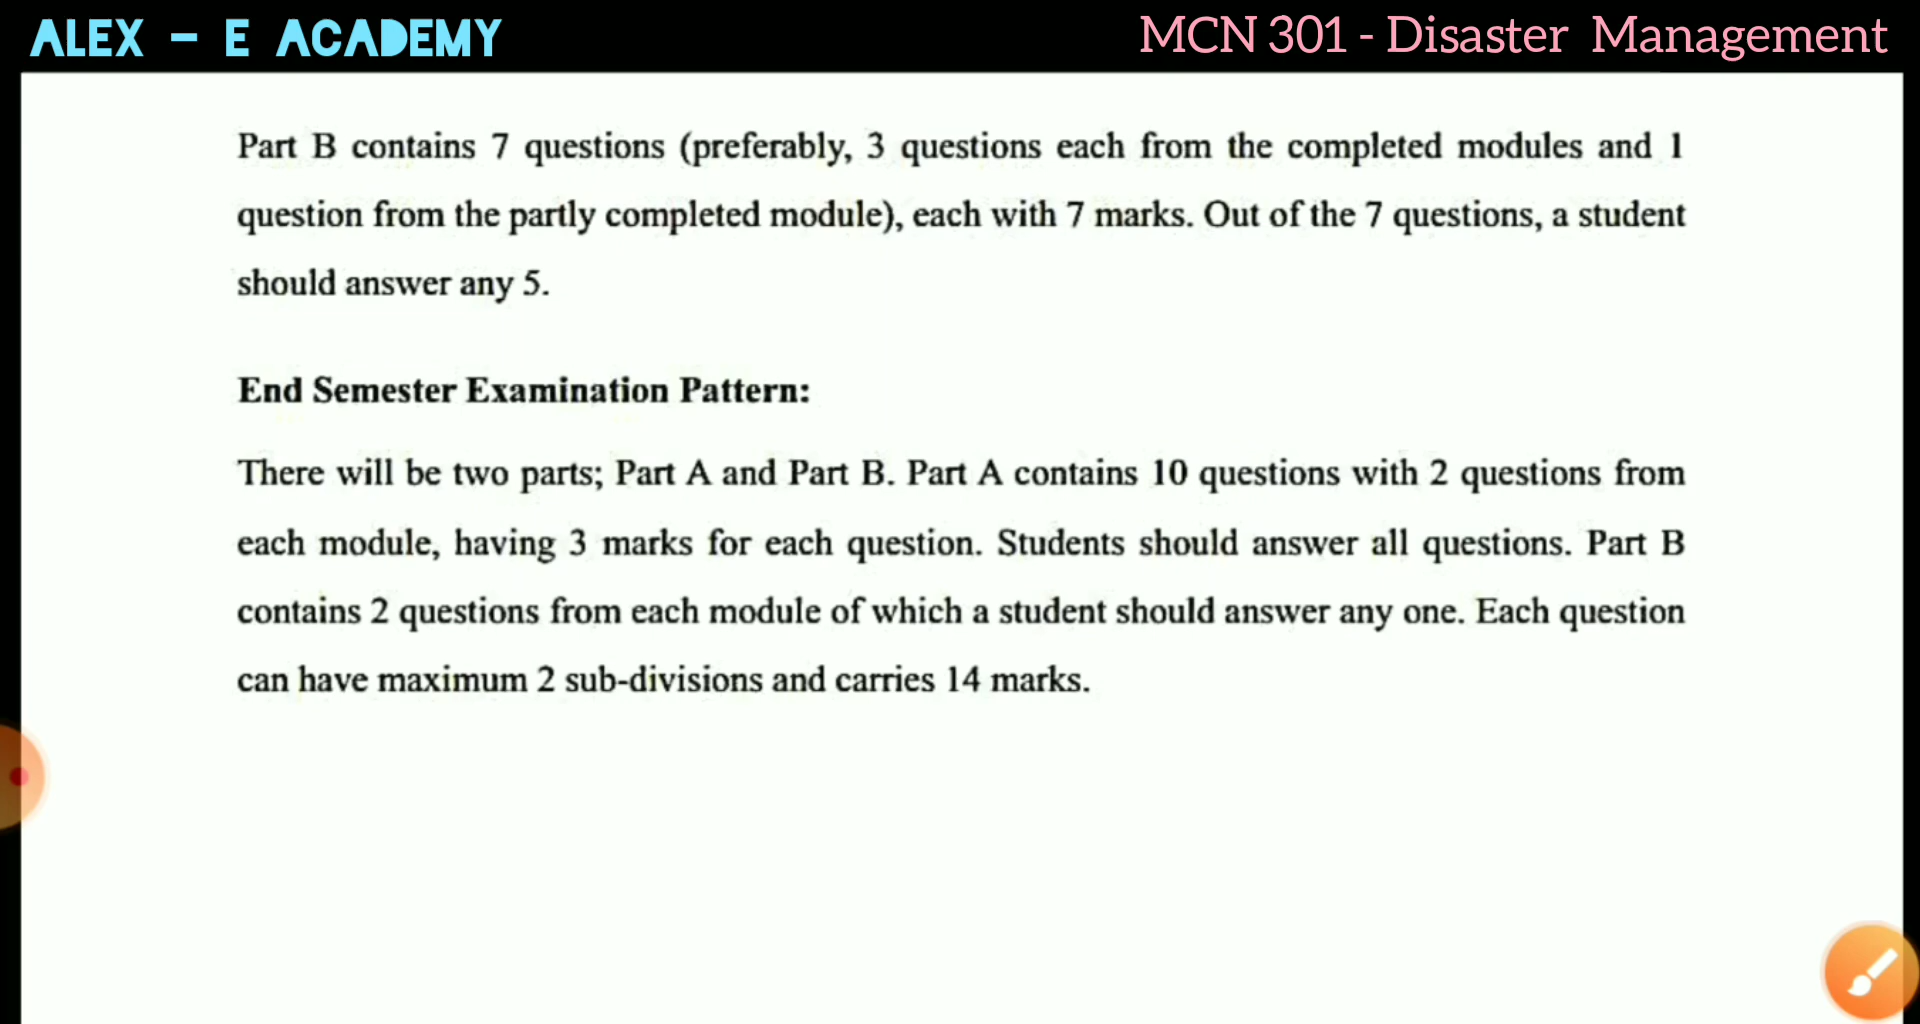 ALEX - E ACADEMY
MCN 301 - Disaster Management
Part B contains 7 questions (preferably, 3 questions each from the completed modules and 1
question from the partly completed module), each with 7 marks. Out of the 7 questions, a student
should answer any 5.
End Semester Examination Pattern:
There will be two parts; Part A and Part B. Part A contains 10 questions with 2 questions from
each module, having 3 marks for each question. Students should answer all questions. Part B
contains 2 questions from each module of which a student should answer any one. Each question
can have maximum 2 sub-divisions and carries 14 marks.